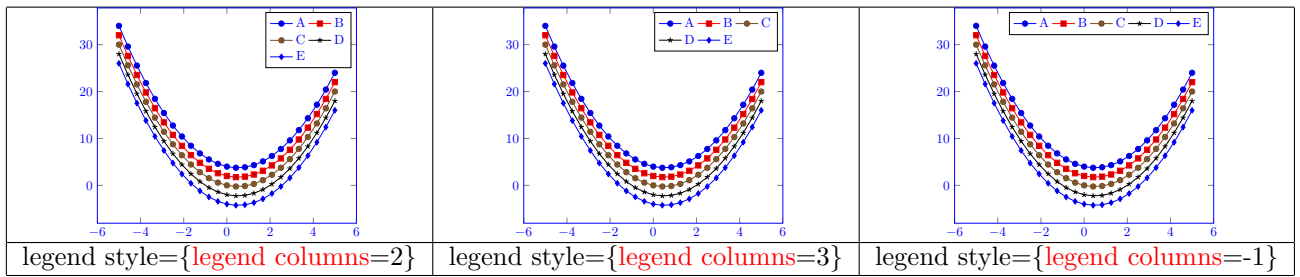 A B
C D
E
30
20
10
0
−6 −4 −2 0 2 4 6
legend style={legend columns=2}
A B C
D E
30
20
10
0
−6 −4 −2 0 2 4 6
legend style={legend columns=3}
A B C D E
30
20
10
0
−6 −4 −2 0 2 4 6
legend style={legend columns=-1}